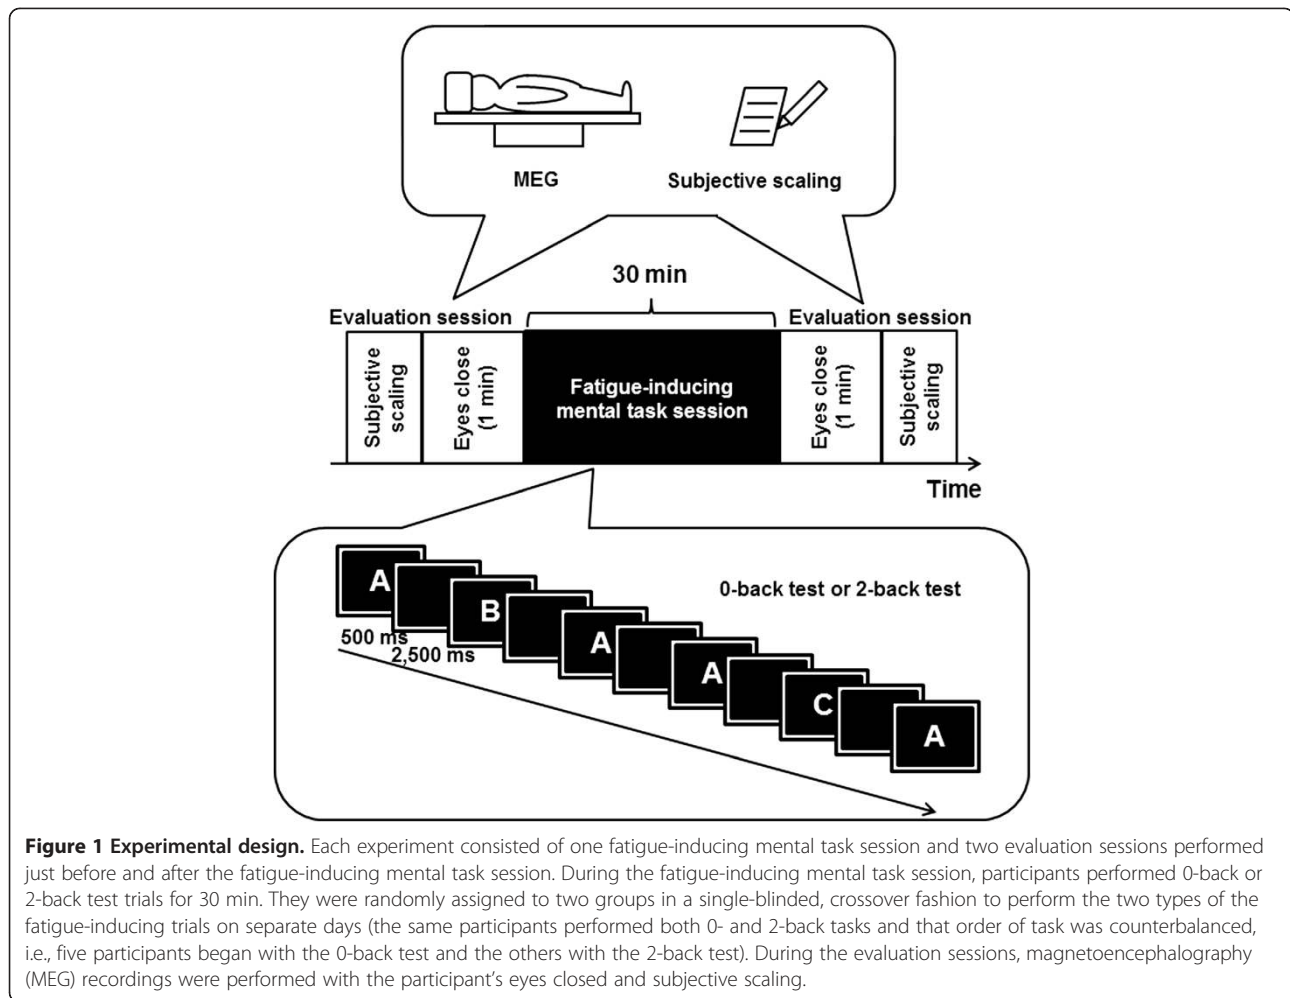 MEG
Subjective scaling
30 min
Evaluation session
Evaluation session
Subjective
scaling
Eyes close
(1 min)
Fatigue-inducing
mental task session
Eyes close
(1 min)
Subjective
scaling
Time
0-back test or 2-back test
A
B
A
A
C
A
500 ms
2,500 ms
Figure 1 Experimental design. Each experiment consisted of one fatigue-inducing mental task session and two evaluation sessions performed
just before and after the fatigue-inducing mental task session. During the fatigue-inducing mental task session, participants performed 0-back or
2-back test trials for 30 min. They were randomly assigned to two groups in a single-blinded, crossover fashion to perform the two types of the
fatigue-inducing trials on separate days (the same participants performed both 0- and 2-back tasks and that order of task was counterbalanced,
i.e., five participants began with the 0-back test and the others with the 2-back test). During the evaluation sessions, magnetoencephalography
(MEG) recordings were performed with the participant's eyes closed and subjective scaling.